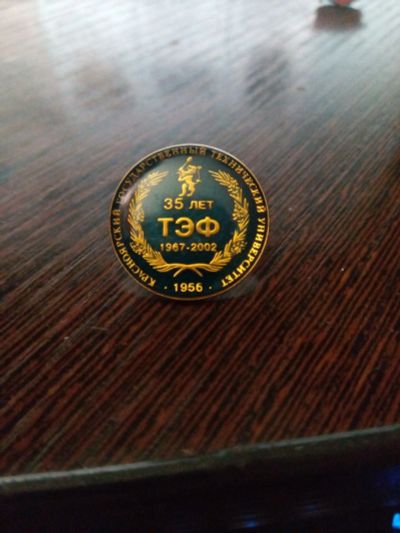 КРАСНОЯРСКИЙ ГОСУДАРСТВЕННЫЙ ТЕХНИЧЕСКИЙ УНИВЕРСИТЕТ
35 ЛЕТ
ТЭФ
1967-2002
· 1956 ·